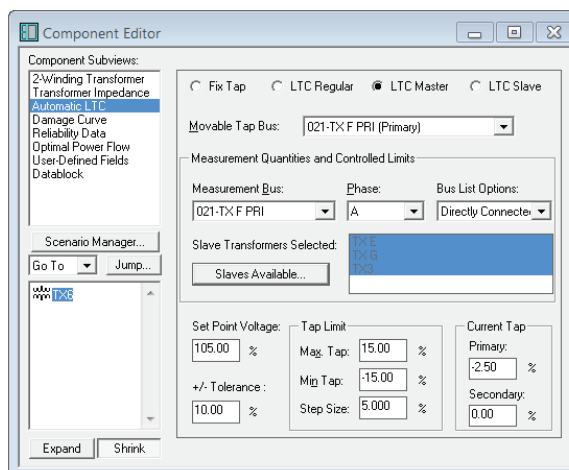 Component Editor
Component Subviews:
2-Winding Transformer
Transformer Impedance
Automatic LTC
Damage Curve
Reliability Data
Optimal Power Flow
User-Defined Fields
Datablock
Scenario Manager...
Go To Jump...
TX6
Expand Shrink
Fix Tap LTC Regular LTC Master LTC Slave
Movable Tap Bus: 021-TX F PRI (Primary)
Measurement Quantities and Controlled Limits
Measurement Bus: Phase: Bus List Options:
021-TX F PRI A Directly Connecte
Slave Transformers Selected:
Slaves Available...
TX E
TX G
TX3
Set Point Voltage:
105.00 %
+/- Tolerance :
10.00 %
Tap Limit
Max. Tap: 15.00 %
Min Tap: -15.00 %
Step Size: 5.000 %
Current Tap
Primary:
-2.50 %
Secondary:
0.00 %